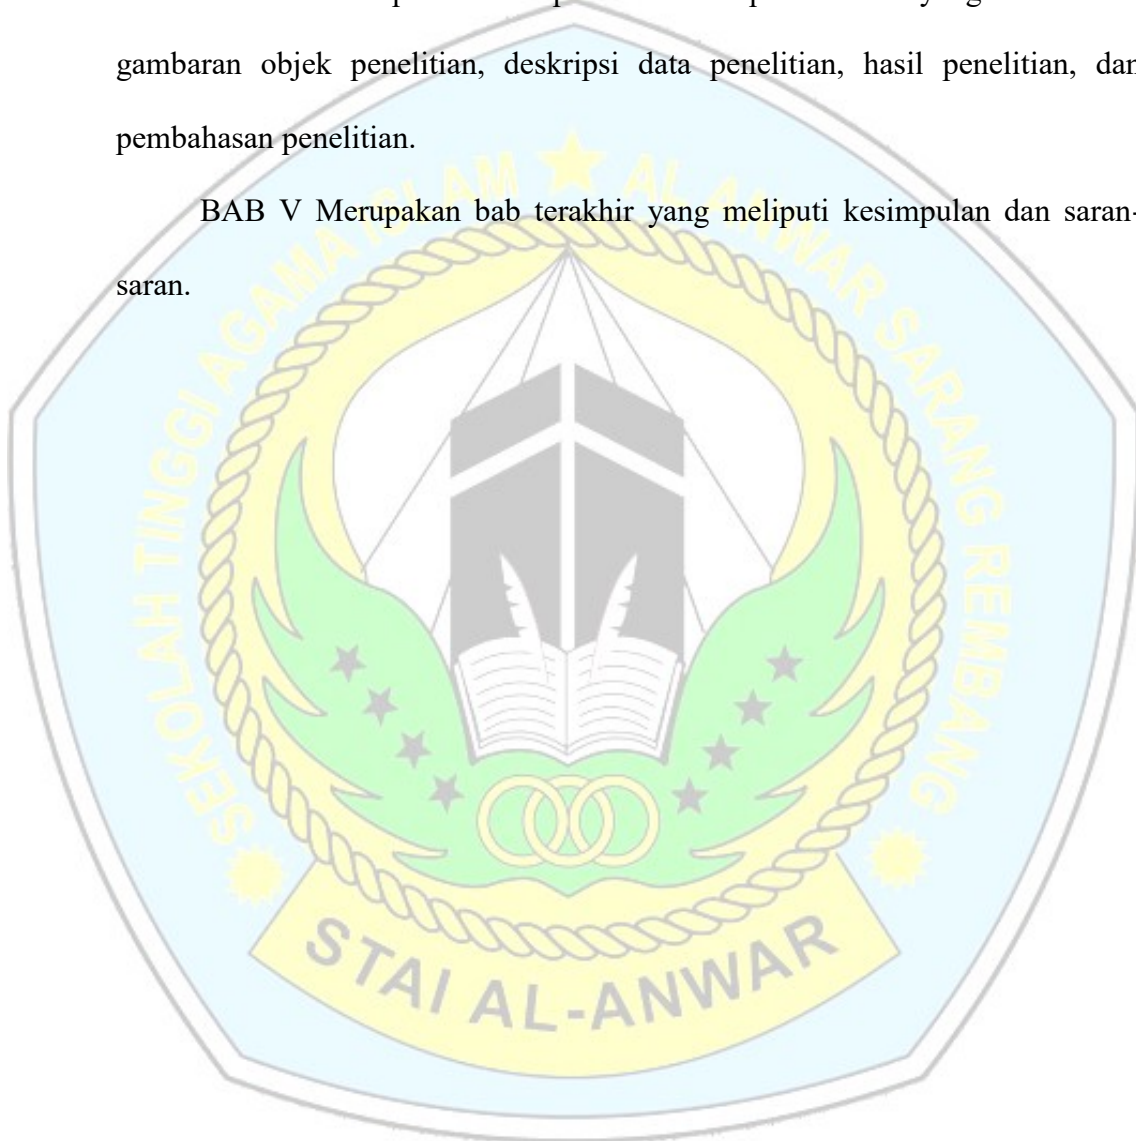 gambaran objek penelitian, deskripsi data penelitian, hasil penelitian, dan
pembahasan penelitian.
BAB V Merupakan bab terakhir yang meliputi kesimpulan dan saran-
saran.
SEKOLAH TINGGI AGAMA ISLAM ★ AL ANWAR SARANG REMBANG
STAI AL-ANWAR